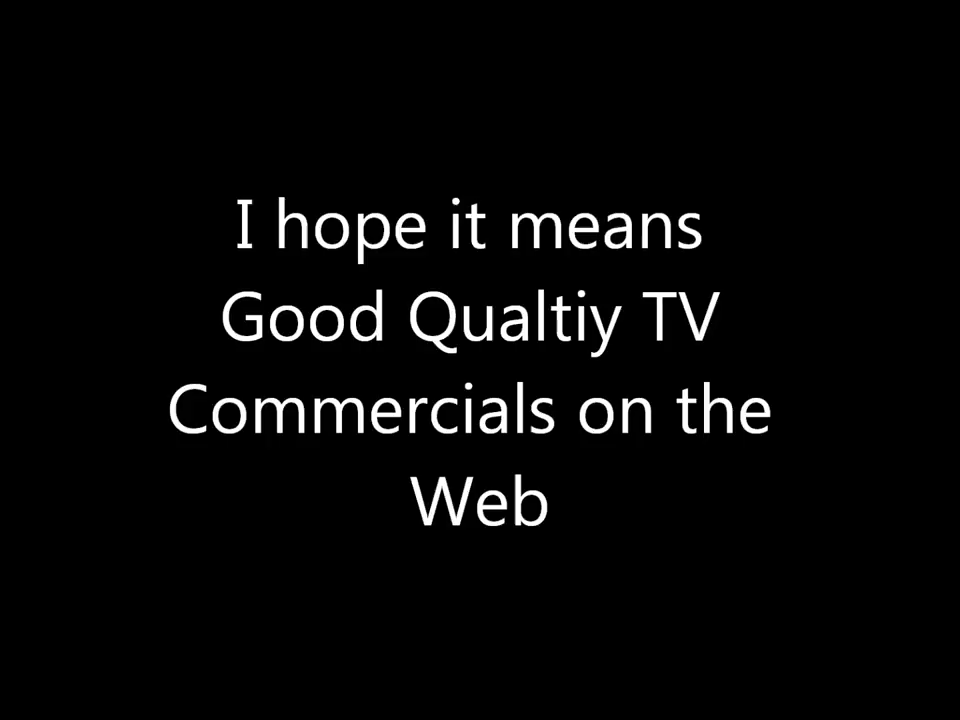 I hope it means
Good Qualtiy TV
Commercials on the
Web